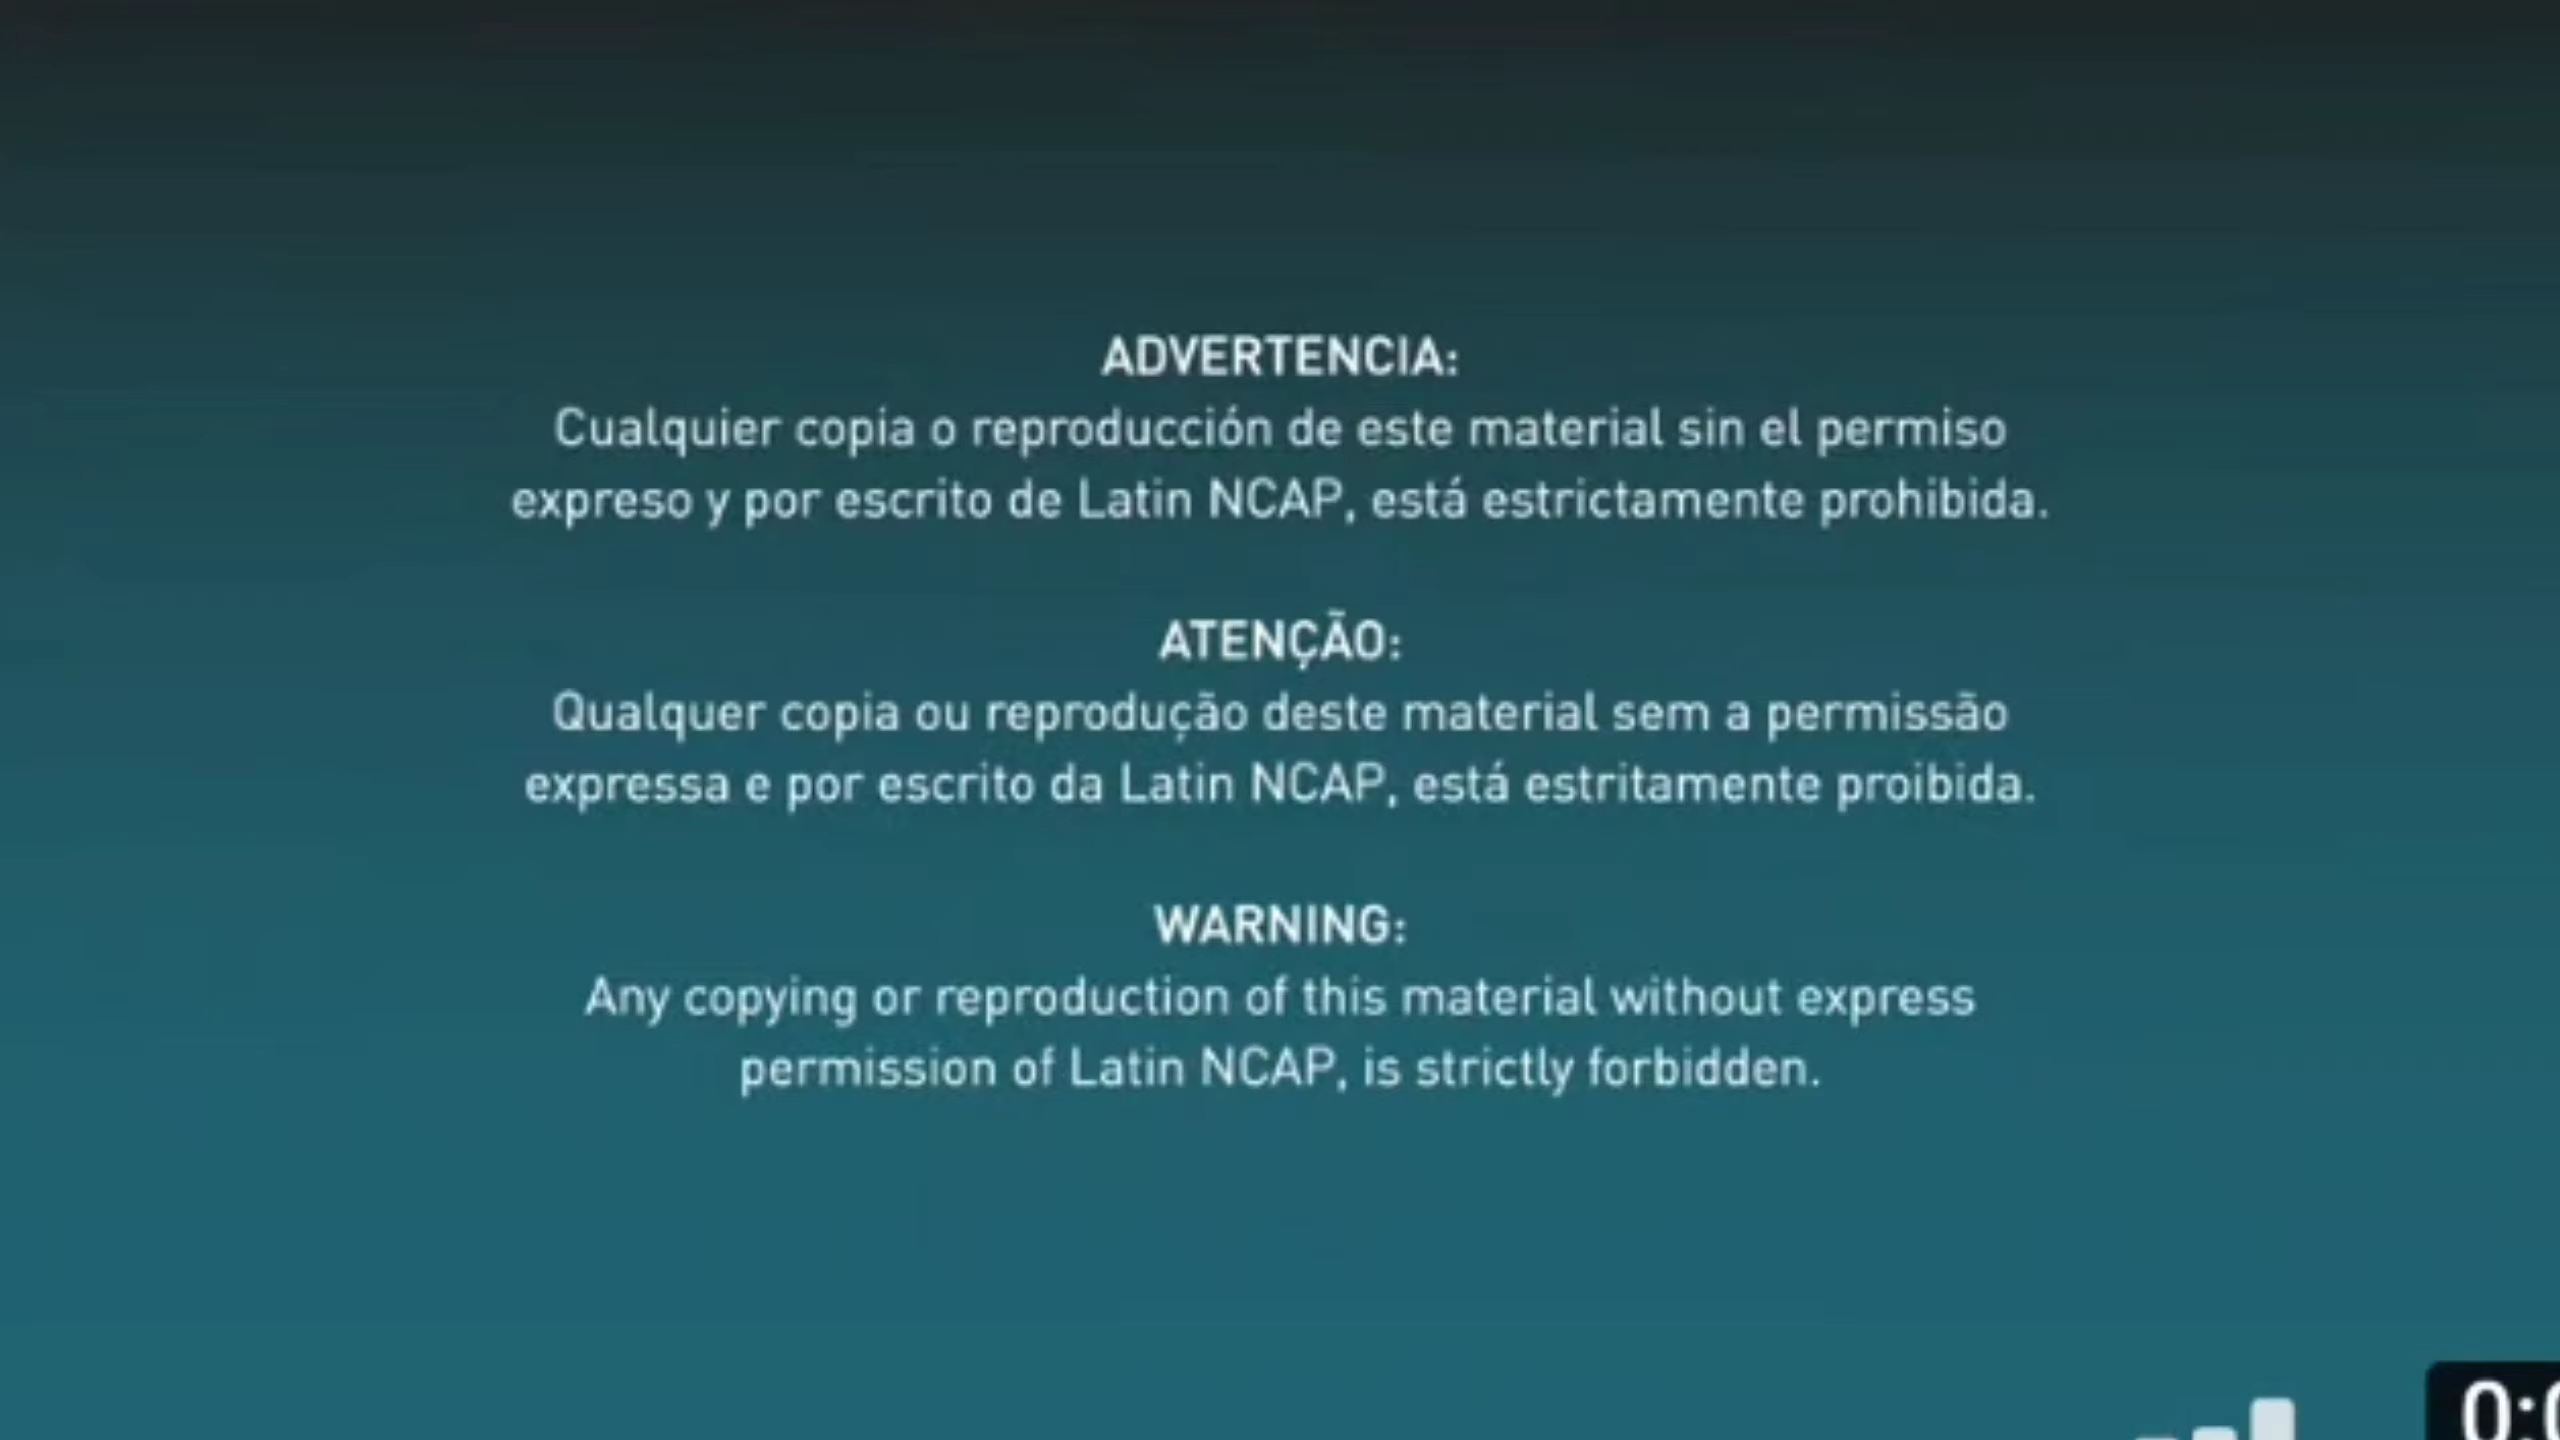 ADVERTENCIA:
Cualquier copia o reproducción de este material sin el permiso
expreso y por escrito de Latin NCAP, está estrictamente prohibida.
ATENÇÃO:
Qualquer copia ou reprodução deste material sem a permissão
expressa e por escrito da Latin NCAP, está estritamente proibida.
WARNING:
Any copying or reproduction of this material without express
permission of Latin NCAP, is strictly forbidden.